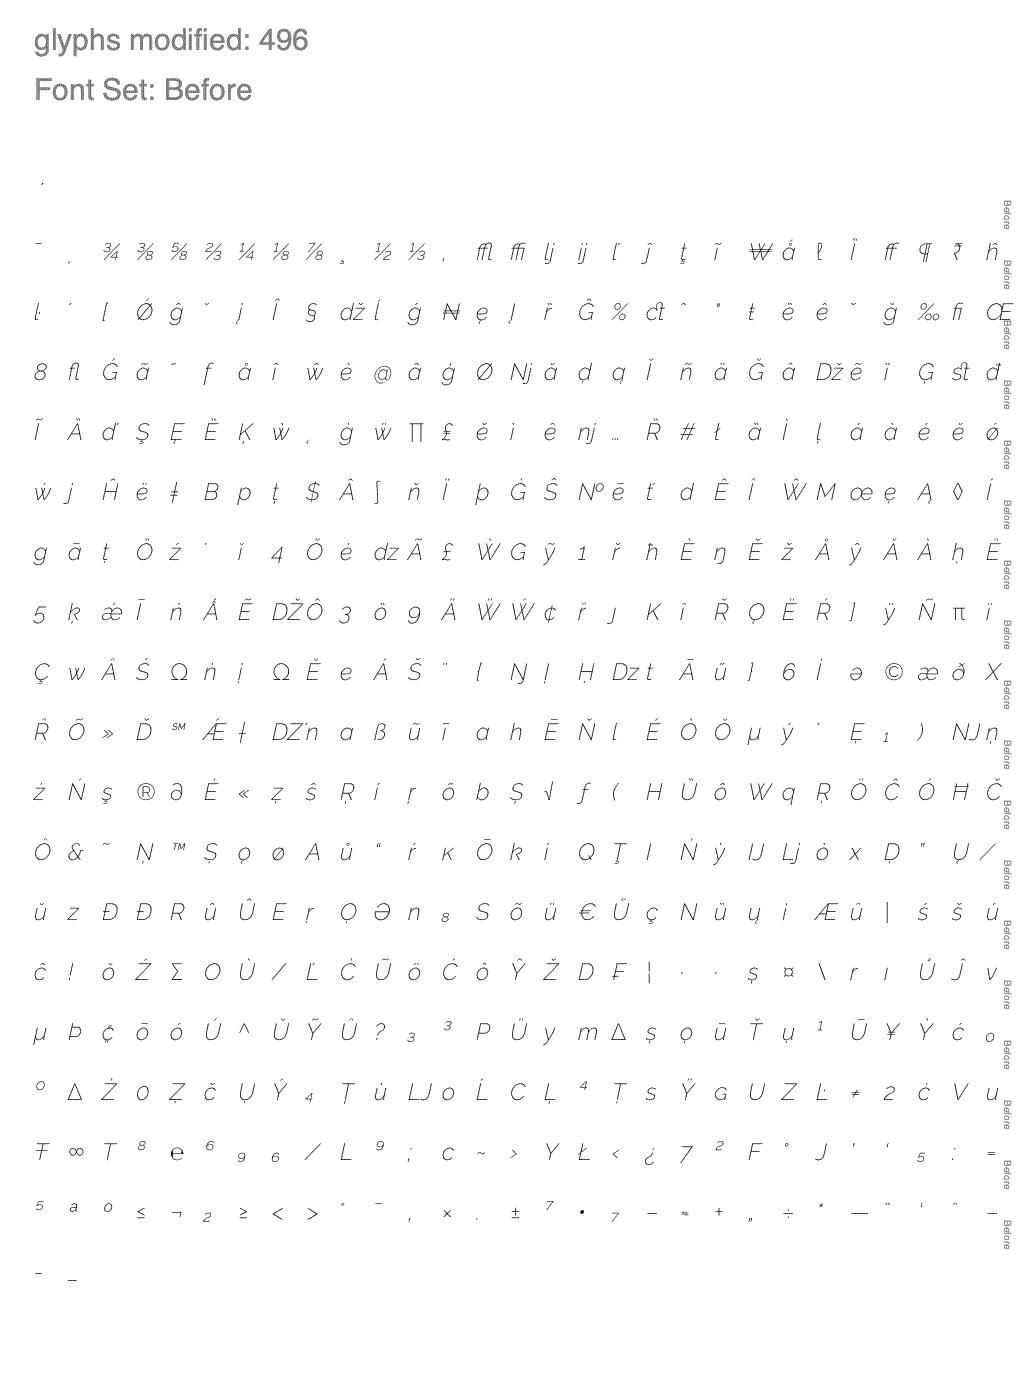 glyphs modified: 496
Font Set: Before
ˊ
Before
¯ ˏ ¾ ⅜ ⅝ ⅔ ¼ ⅛ ⅞ ¸ ½ ⅓ , ffl ffi lj ij ľ ĵ ţ ĩ ₩ ǻ ℓ Ȉ ff ¶ ₹ ȟ
Before
ŀ ´ [ Ǿ ĝ ˘ į Î § dž ĺ ǵ ₦ ẹ J ȑ Ĝ % ct ˆ " ŧ ȅ ê ˇ ğ ‰ fi Œ
Before
8 fl Ǵ ã ˝ f å î ŵ è @ â ģ Ø Nj ă ḍ ą Ǐ ñ ä Ğ ȃ Dž ẽ ȉ Ģ st đ
Before
Ĩ Ȁ ď Ş Ę Ȅ Ķ ẁ ˛ ġ ẅ ∏ £ ě ì ȇ nj … Ȑ # ł ȁ Ì ļ á à é ĕ ǿ
Before
ẃ j Ĥ ë ǂ B p ț $ Â ʃ ň Ï þ Ġ Ŝ № ē ť d Ê Ȋ Ŵ M œ ę Ą ◊ Í
Before
g ā ṭ Ȍ ź ˙ ĭ 4 Ő ė dz Ã £ Ẁ G ỹ 1 ř ħ È ŋ Ě ž Å ŷ Ǎ À ḥ Ȇ
Before
5 ķ ǽ Ī ń Ǻ Ẽ DŽ Ô 3 ö 9 Ä Ẅ Ẃ ¢ ȓ ȷ K ȋ Ř Ǫ Ë Ŕ ] ÿ Ñ π ï
Before
Ç w Ȃ Ś Ω ṅ ị Ω Ĕ e Á Š ¨ { Ŋ Į Ḥ Dz t Ā ű } 6 İ ə © æ ð X
Before
Ȓ Õ » Ď ℠ Ǽ † DZ ŉ a ß ũ ī a h Ē Ň l É Ò Ŏ µ ý ` Ẹ ₁ ) NJ ņ
Before
ż Ń ş ® ∂ Ė « ẓ ŝ Ṛ í ŗ ő b Ș √ ƒ ( H Ȕ ô W q Ŗ Ö Ĉ Ó Ħ Č
Before
Ȏ & ˜ Ņ ™ Ṣ ǫ ø A ů “ ŕ ĸ Ō k i Q Ţ I Ṅ ỳ IJ Lj ò x Ḍ ” Ų ⁄
Before
ŭ z Đ Ð R û Û E ṛ Ọ Ə n ₈ S õ ü € Ű ç N ȕ ų i Æ ȗ | ś š ú
Before
ĉ ! ŏ Ź ∑ O Ù / Ľ Ċ Ũ ȍ Ć ȏ Ŷ Ž D ₣ ¦ · ș ¤ \ r ı Ů Ĵ v
Before
μ Þ ₵ ō ó Ú ^ Ŭ Ỹ Ȗ ? ₃ ³ P Ü y m ∆ ṣ ọ ū Ť ụ ¹ Ū ¥ Ỳ ć ₀
Before
⁰ Δ Ż 0 Ẓ č Ụ Ý ₄ Ṭ ù LJ o Ĺ C Ļ ⁴ Ț s Ÿ ɢ U Z Ŀ ≠ 2 ċ V u
Before
Ŧ ∞ T ⁸ ℮ ⁶ ₉ ₆ ∕ L ⁹ ; c ~ › Y Ł ‹ ¿ 7 ² F ° J ’ ‘ ₅ : =
Before
⁵ ª º ≤ ¬ ₂ ≥ < > ˚ ¯ ‚ × . ± ⁷ • ₇ – ≈ + „ ÷ * — ̏ ʻ ̑ −
Before
- _